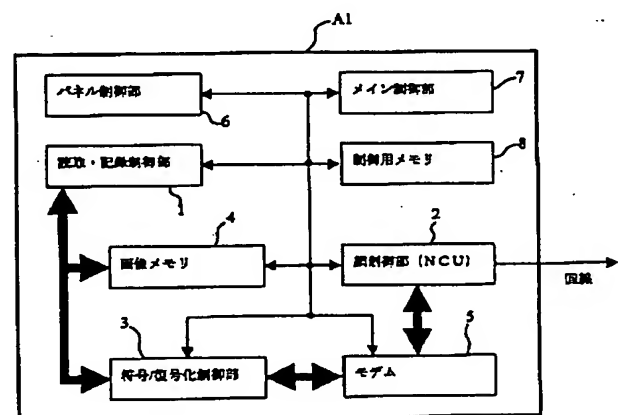 A1
パネル制御部
6
メイン制御部
7
読取・記録制御部
1
制御用メモリ
8
画像メモリ
4
網制御部 (NCU)
2
回線
符号/復号化制御部
3
モデム
5